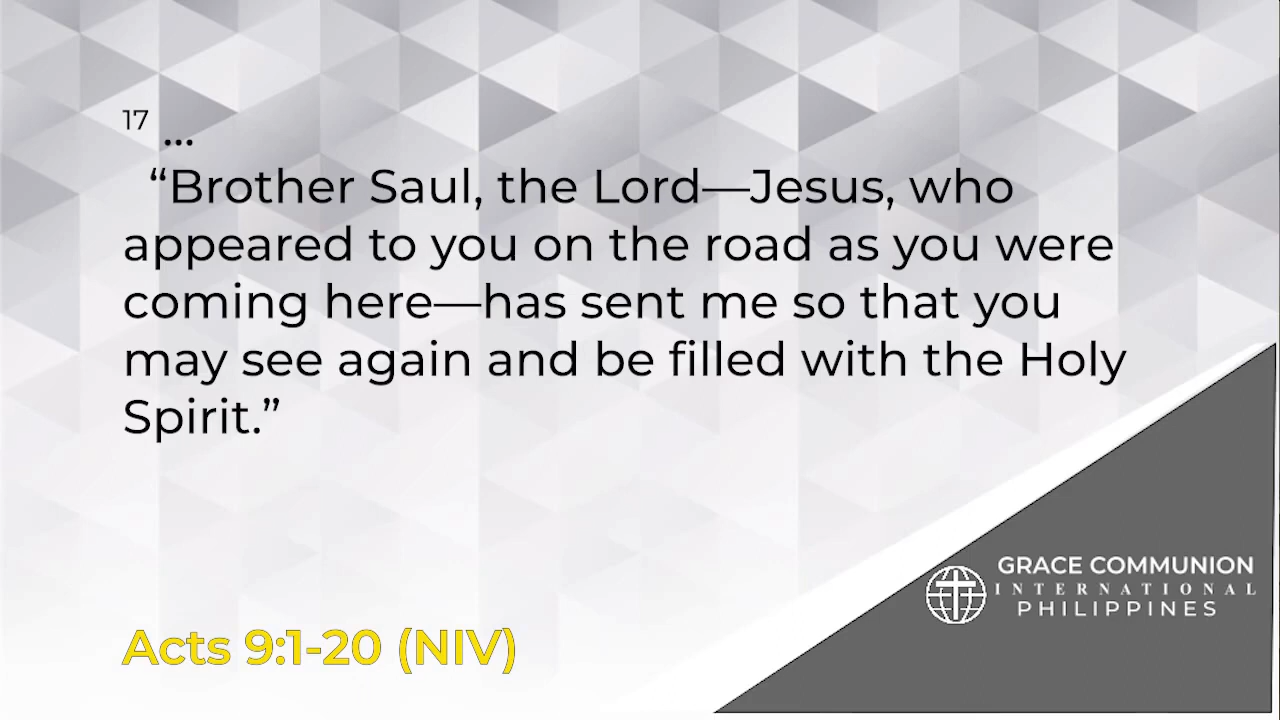 17 ...
“Brother Saul, the Lord—Jesus, who
appeared to you on the road as you were
coming here—has sent me so that you
may see again and be filled with the Holy
Spirit.”
GRACE COMMUNION
INTERNATIONAL
PHILIPPINES
Acts 9:1-20 (NIV)